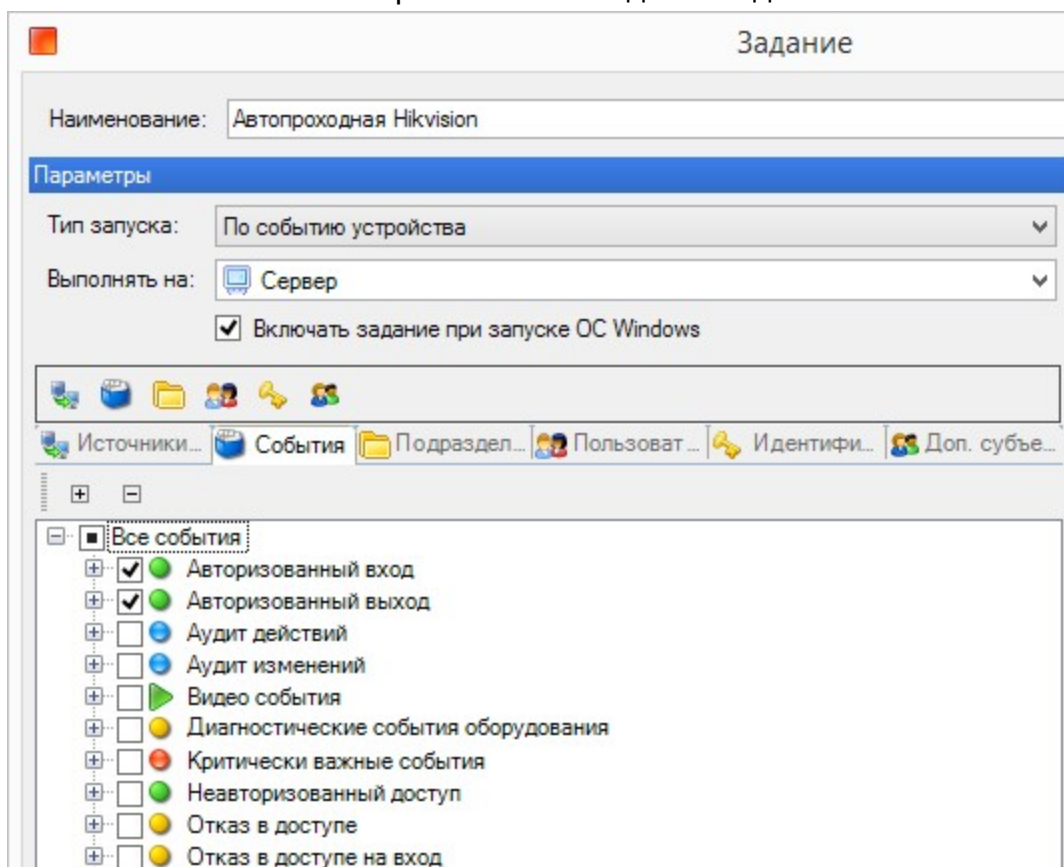 Задание
Наименование: Автопроходная Hikvision
Параметры
Тип запуска: По событию устройства
Выполнять на: Сервер
Включать задание при запуске ОС Windows
Источники... События Подраздел... Пользоват... Идентифи... Доп. субъе...
Все события
Авторизованный вход
Авторизованный выход
Аудит действий
Аудит изменений
Видео события
Диагностические события оборудования
Критически важные события
Неавторизованный доступ
Отказ в доступе
Отказ в доступе на вход